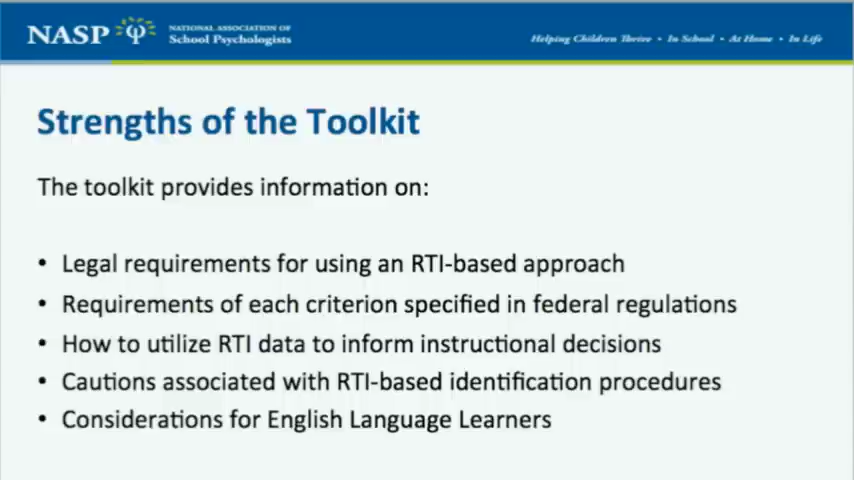 NASP
NATIONAL ASSOCIATION OF
School Psychologists
Helping Children Thrive • In School • At Home • In Life
Strengths of the Toolkit
The toolkit provides information on:
• Legal requirements for using an RTI-based approach
• Requirements of each criterion specified in federal regulations
• How to utilize RTI data to inform instructional decisions
• Cautions associated with RTI-based identification procedures
• Considerations for English Language Learners